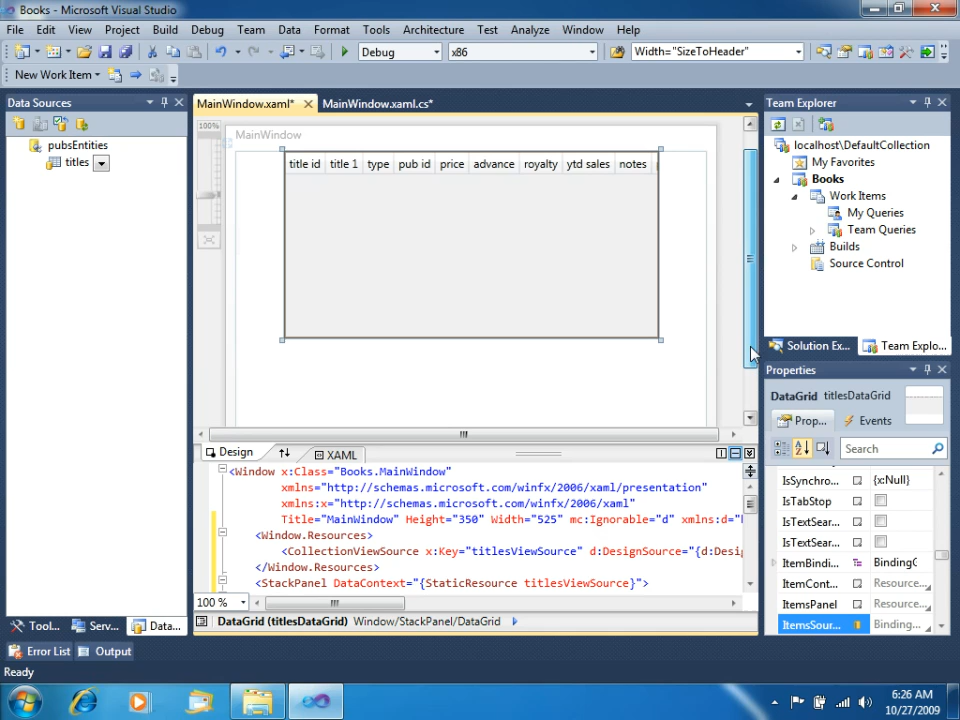 Books - Microsoft Visual Studio
File Edit View Project Build Debug Team Data Format Tools Architecture Test Analyze Window Help
Debug x86 Width="SizeToHeader"
New Work Item
Data Sources
pubsEntities
titles
MainWindow.xaml* MainWindow.xaml.cs*
100%
MainWindow
title id title 1 type pub id price advance royalty ytd sales notes
Design XAML
<Window x:Class="Books.MainWindow"
xmlns="http://schemas.microsoft.com/winfx/2006/xaml/presentation"
xmlns:x="http://schemas.microsoft.com/winfx/2006/xaml"
Title="MainWindow" Height="350" Width="525" mc:Ignorable="d" xmlns:d="
<Window.Resources>
<CollectionViewSource x:Key="titlesViewSource" d:DesignSource="{d:Desig
</Window.Resources>
<StackPanel DataContext="{StaticResource titlesViewSource}">
100 %
DataGrid (titlesDataGrid) Window/StackPanel/DataGrid
Team Explorer
localhost\DefaultCollection
My Favorites
Books
Work Items
My Queries
Team Queries
Builds
Source Control
Solution Ex... Team Explo...
Properties
DataGrid titlesDataGrid
Prop... Events
Search
IsSynchro... {x:Null}
IsTabStop
IsTextSear...
IsTextSear...
ItemBindi... BindingG
ItemCont... Resource...
ItemsPanel Resource...
ItemsSour... Binding...
Tool... Serv... Data...
Error List Output
Ready
6:26 AM
10/27/2009